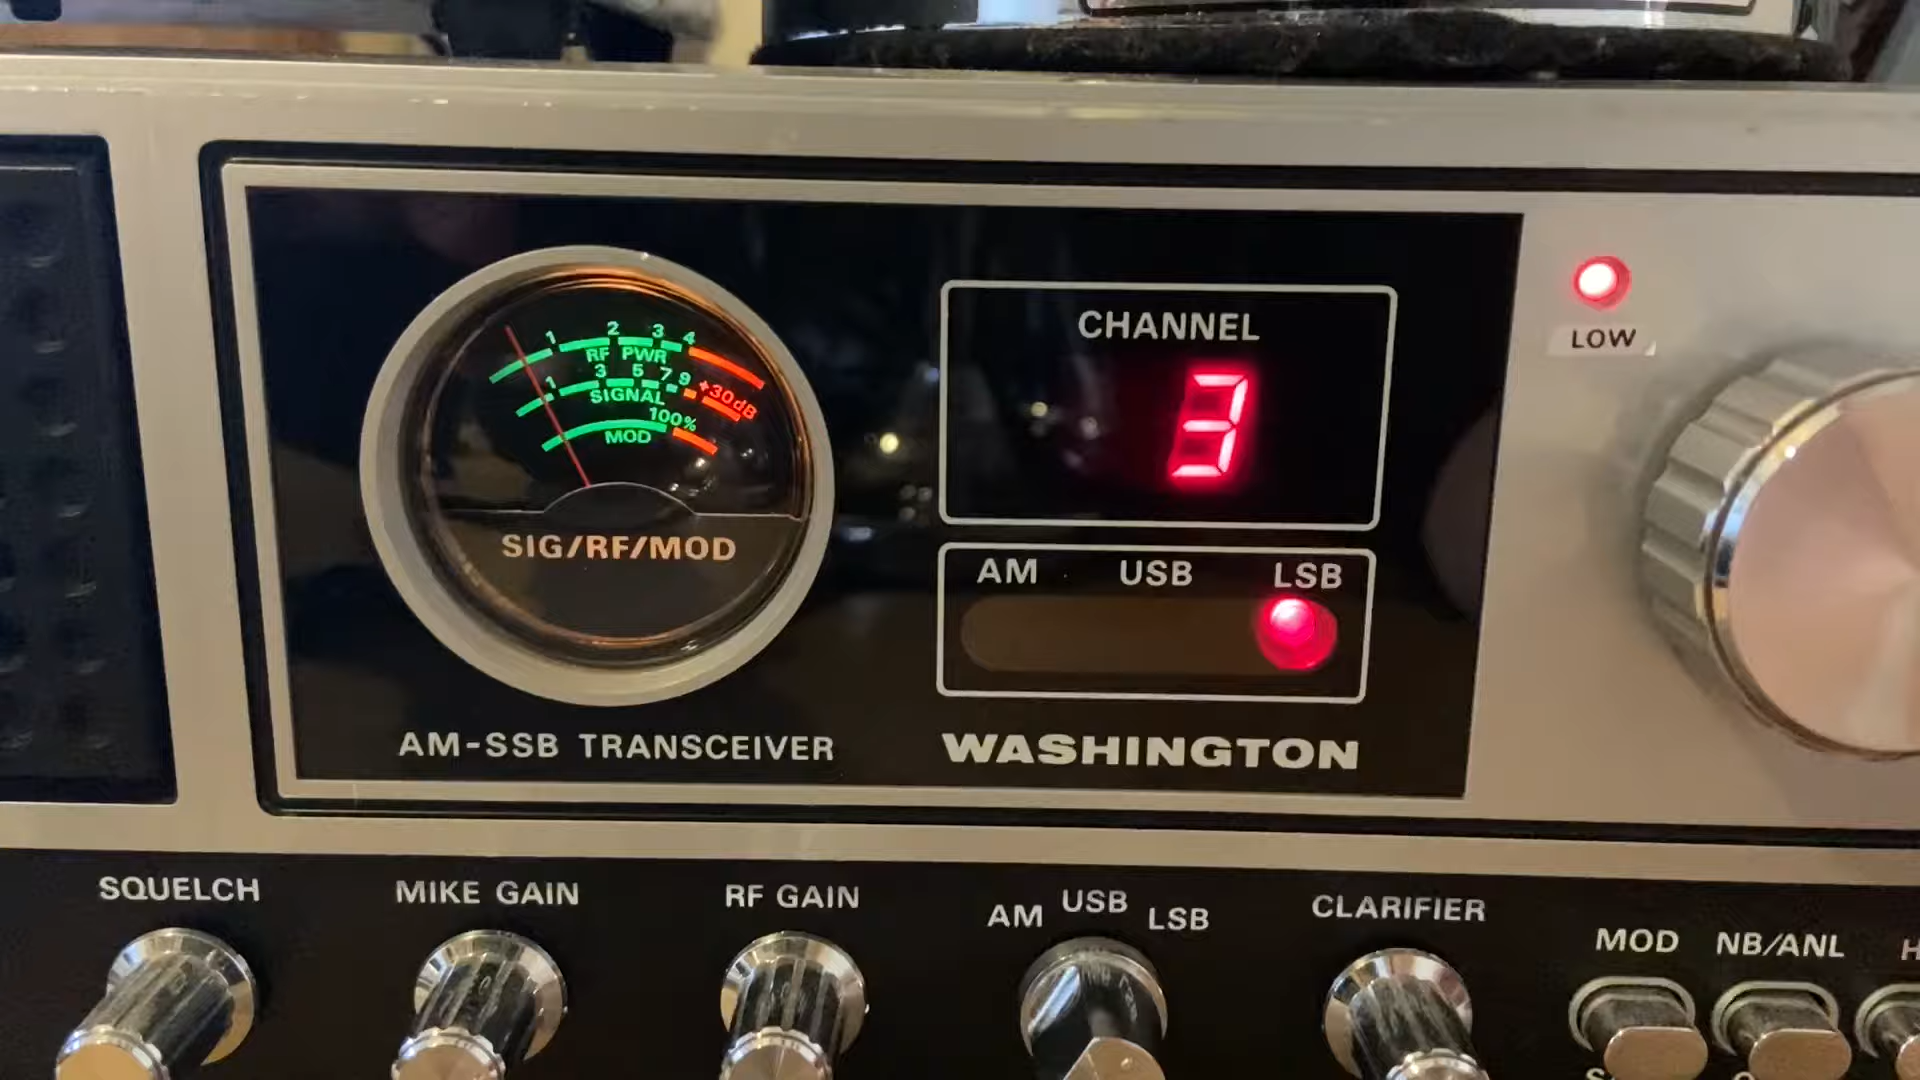 1 2 3 4
RF PWR
1 3 5 7 9 +30dB
SIGNAL
100%
MOD
SIG/RF/MOD
AM-SSB TRANSCEIVER
CHANNEL
3
AM USB LSB
WASHINGTON
LOW
SQUELCH
MIKE GAIN
RF GAIN
AM USB LSB
CLARIFIER
MOD
NB/ANL